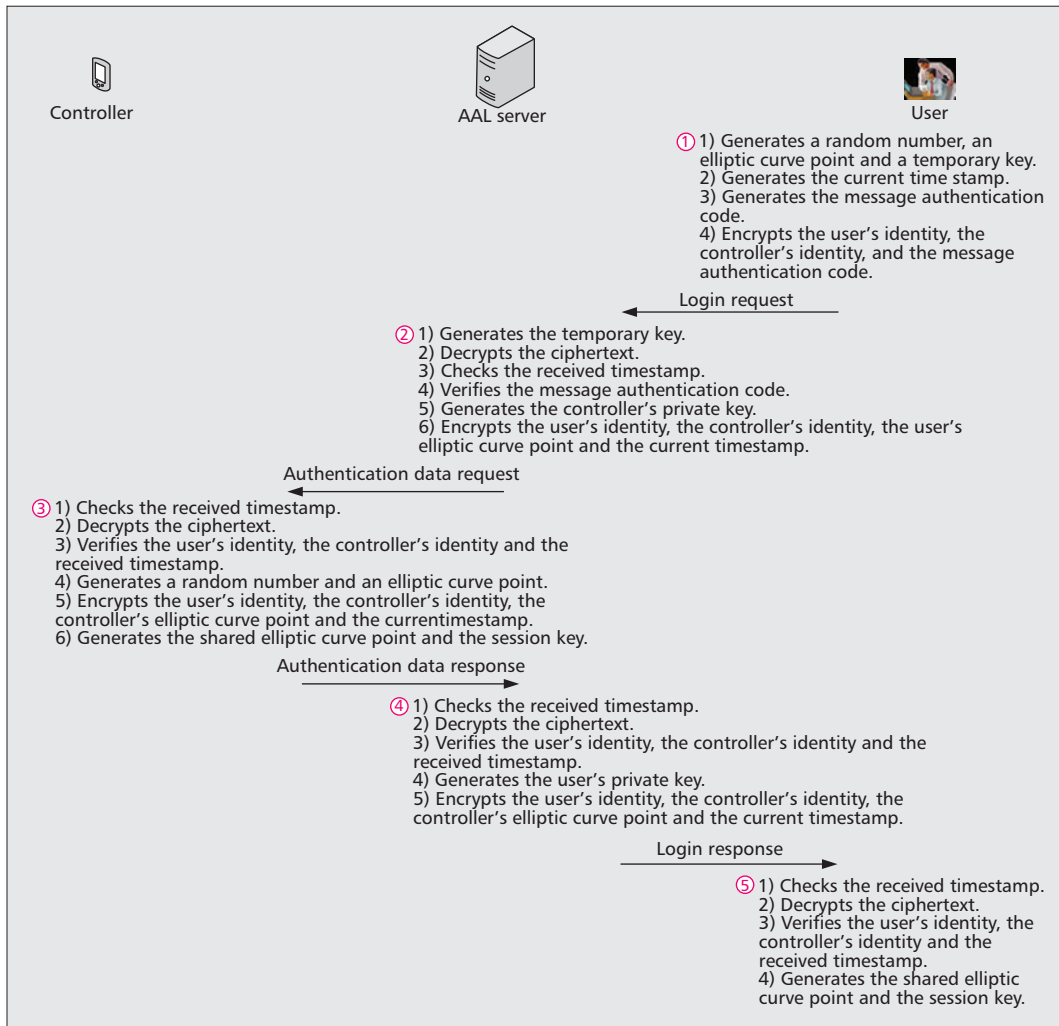 Controller
AAL server
User
① 1) Generates a random number, an
elliptic curve point and a temporary key.
2) Generates the current time stamp.
3) Generates the message authentication
code.
4) Encrypts the user's identity, the
controller's identity, and the message
authentication code.
Login request
② 1) Generates the temporary key.
2) Decrypts the ciphertext.
3) Checks the received timestamp.
4) Verifies the message authentication code.
5) Generates the controller's private key.
6) Encrypts the user's identity, the controller's identity, the user's
elliptic curve point and the current timestamp.
Authentication data request
③ 1) Checks the received timestamp.
2) Decrypts the ciphertext.
3) Verifies the user's identity, the controller's identity and the
received timestamp.
4) Generates a random number and an elliptic curve point.
5) Encrypts the user's identity, the controller's identity, the
controller's elliptic curve point and the currentimestamp.
6) Generates the shared elliptic curve point and the session key.
Authentication data response
④ 1) Checks the received timestamp.
2) Decrypts the ciphertext.
3) Verifies the user's identity, the controller's identity and the
received timestamp.
4) Generates the user's private key.
5) Encrypts the user's identity, the controller's identity, the
controller's elliptic curve point and the current timestamp.
Login response
⑤ 1) Checks the received timestamp.
2) Decrypts the ciphertext.
3) Verifies the user's identity, the
controller's identity and the
received timestamp.
4) Generates the shared elliptic
curve point and the session key.